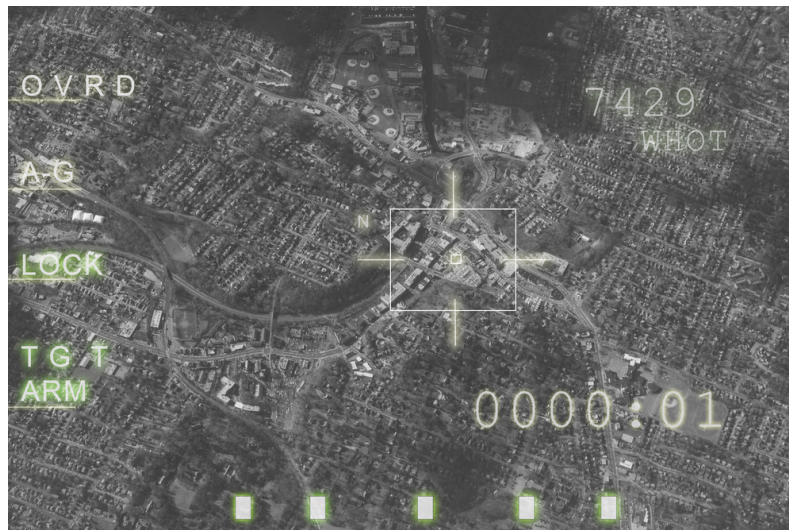 OVRD
7429
WHOT
A-G
N
LOCK
TGT
ARM
0000:01